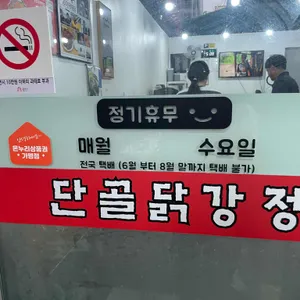 정기휴무
매월 수요일
전국 택배 (6월 부터 8월 말까지 택배 불가)
온누리상품권
가맹점
단골닭강정